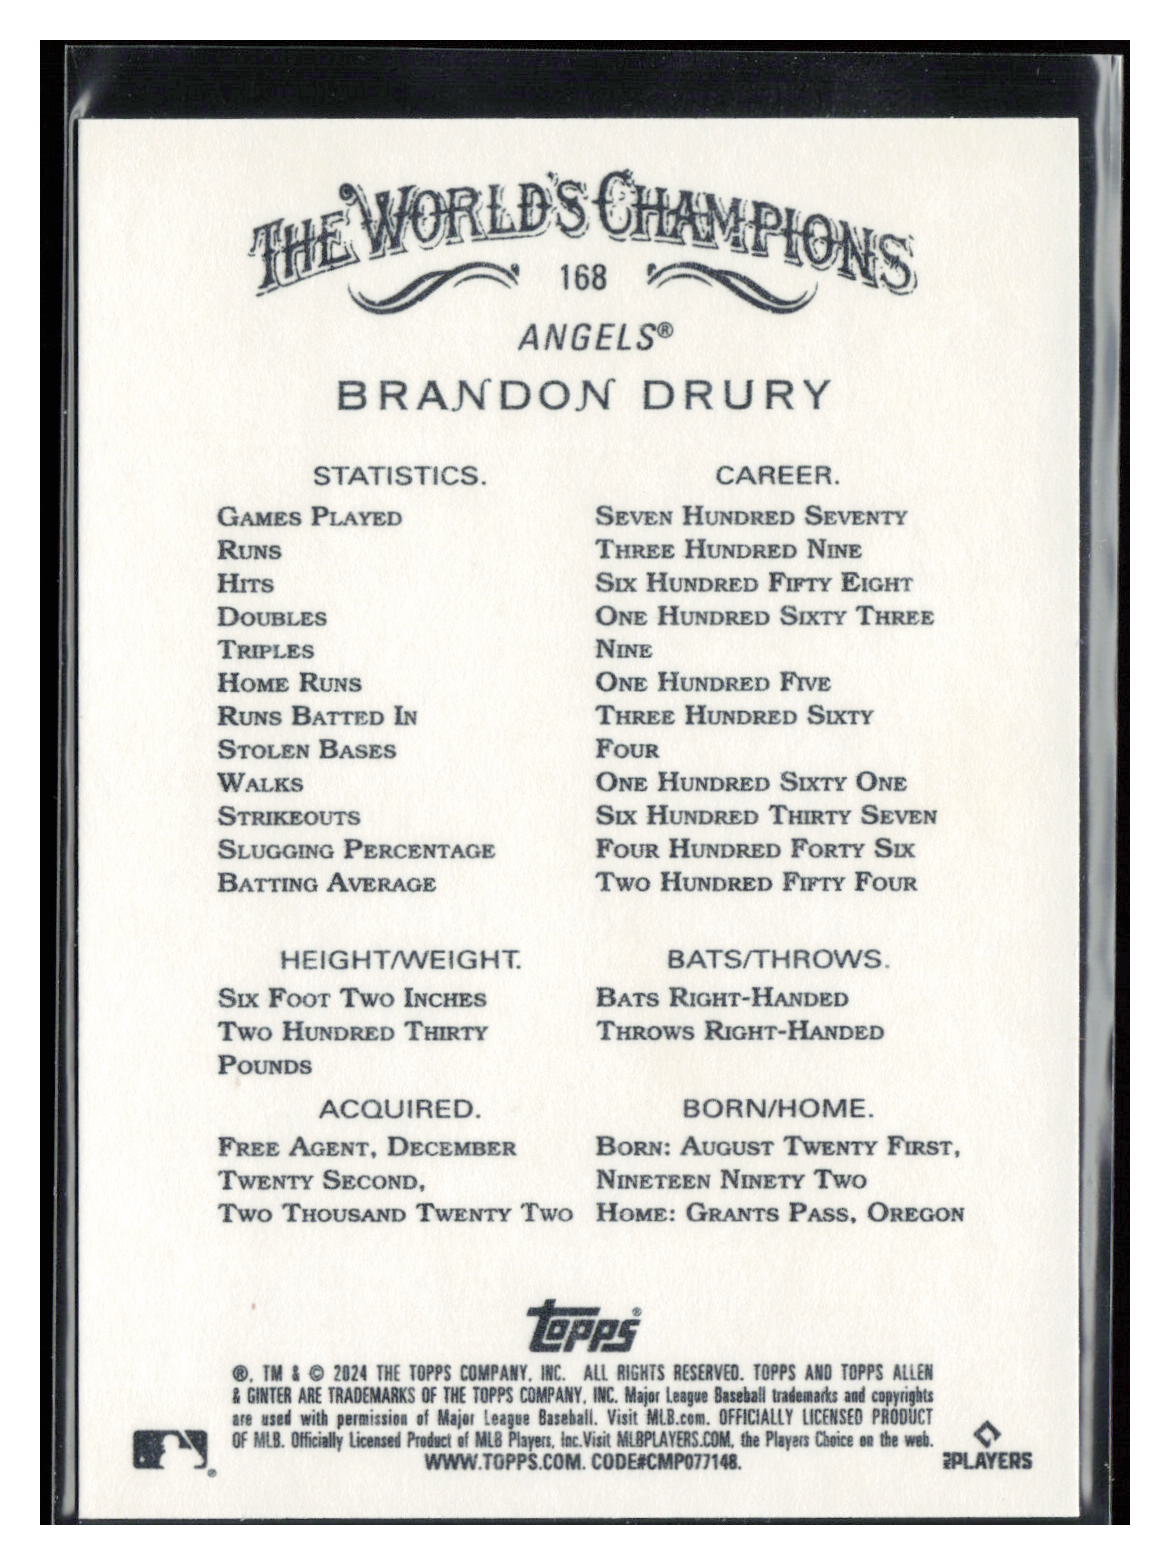 THE WORLD'S CHAMPIONS
168
ANGELS®
BRANDON DRURY
STATISTICS. CAREER.
GAMES PLAYED SEVEN HUNDRED SEVENTY
RUNS THREE HUNDRED NINE
HITS SIX HUNDRED FIFTY EIGHT
DOUBLES ONE HUNDRED SIXTY THREE
TRIPLES NINE
HOME RUNS ONE HUNDRED FIVE
RUNS BATTED IN THREE HUNDRED SIXTY
STOLEN BASES FOUR
WALKS ONE HUNDRED SIXTY ONE
STRIKEOUTS SIX HUNDRED THIRTY SEVEN
SLUGGING PERCENTAGE FOUR HUNDRED FORTY SIX
BATTING AVERAGE TWO HUNDRED FIFTY FOUR
HEIGHT/WEIGHT. BATS/THROWS.
SIX FOOT TWO INCHES BATS RIGHT-HANDED
TWO HUNDRED THIRTY THROWS RIGHT-HANDED
POUNDS
ACQUIRED. BORN/HOME.
FREE AGENT, DECEMBER BORN: AUGUST TWENTY FIRST,
TWENTY SECOND, NINETEEN NINETY TWO
TWO THOUSAND TWENTY TWO HOME: GRANTS PASS, OREGON
topps®
®, TM & © 2024 THE TOPPS COMPANY, INC. ALL RIGHTS RESERVED. TOPPS AND TOPPS ALLEN
& GINTER ARE TRADEMARKS OF THE TOPPS COMPANY, INC. Major League Baseball trademarks and copyrights
are used with permission of Major League Baseball. Visit MLB.com. OFFICIALLY LICENSED PRODUCT
OF MLB. Officially Licensed Product of MLB Players, Inc.Visit MLBPLAYERS.COM, the Players Choice on the web.
WWW.TOPPS.COM. CODE#CMP077148.
PLAYERS